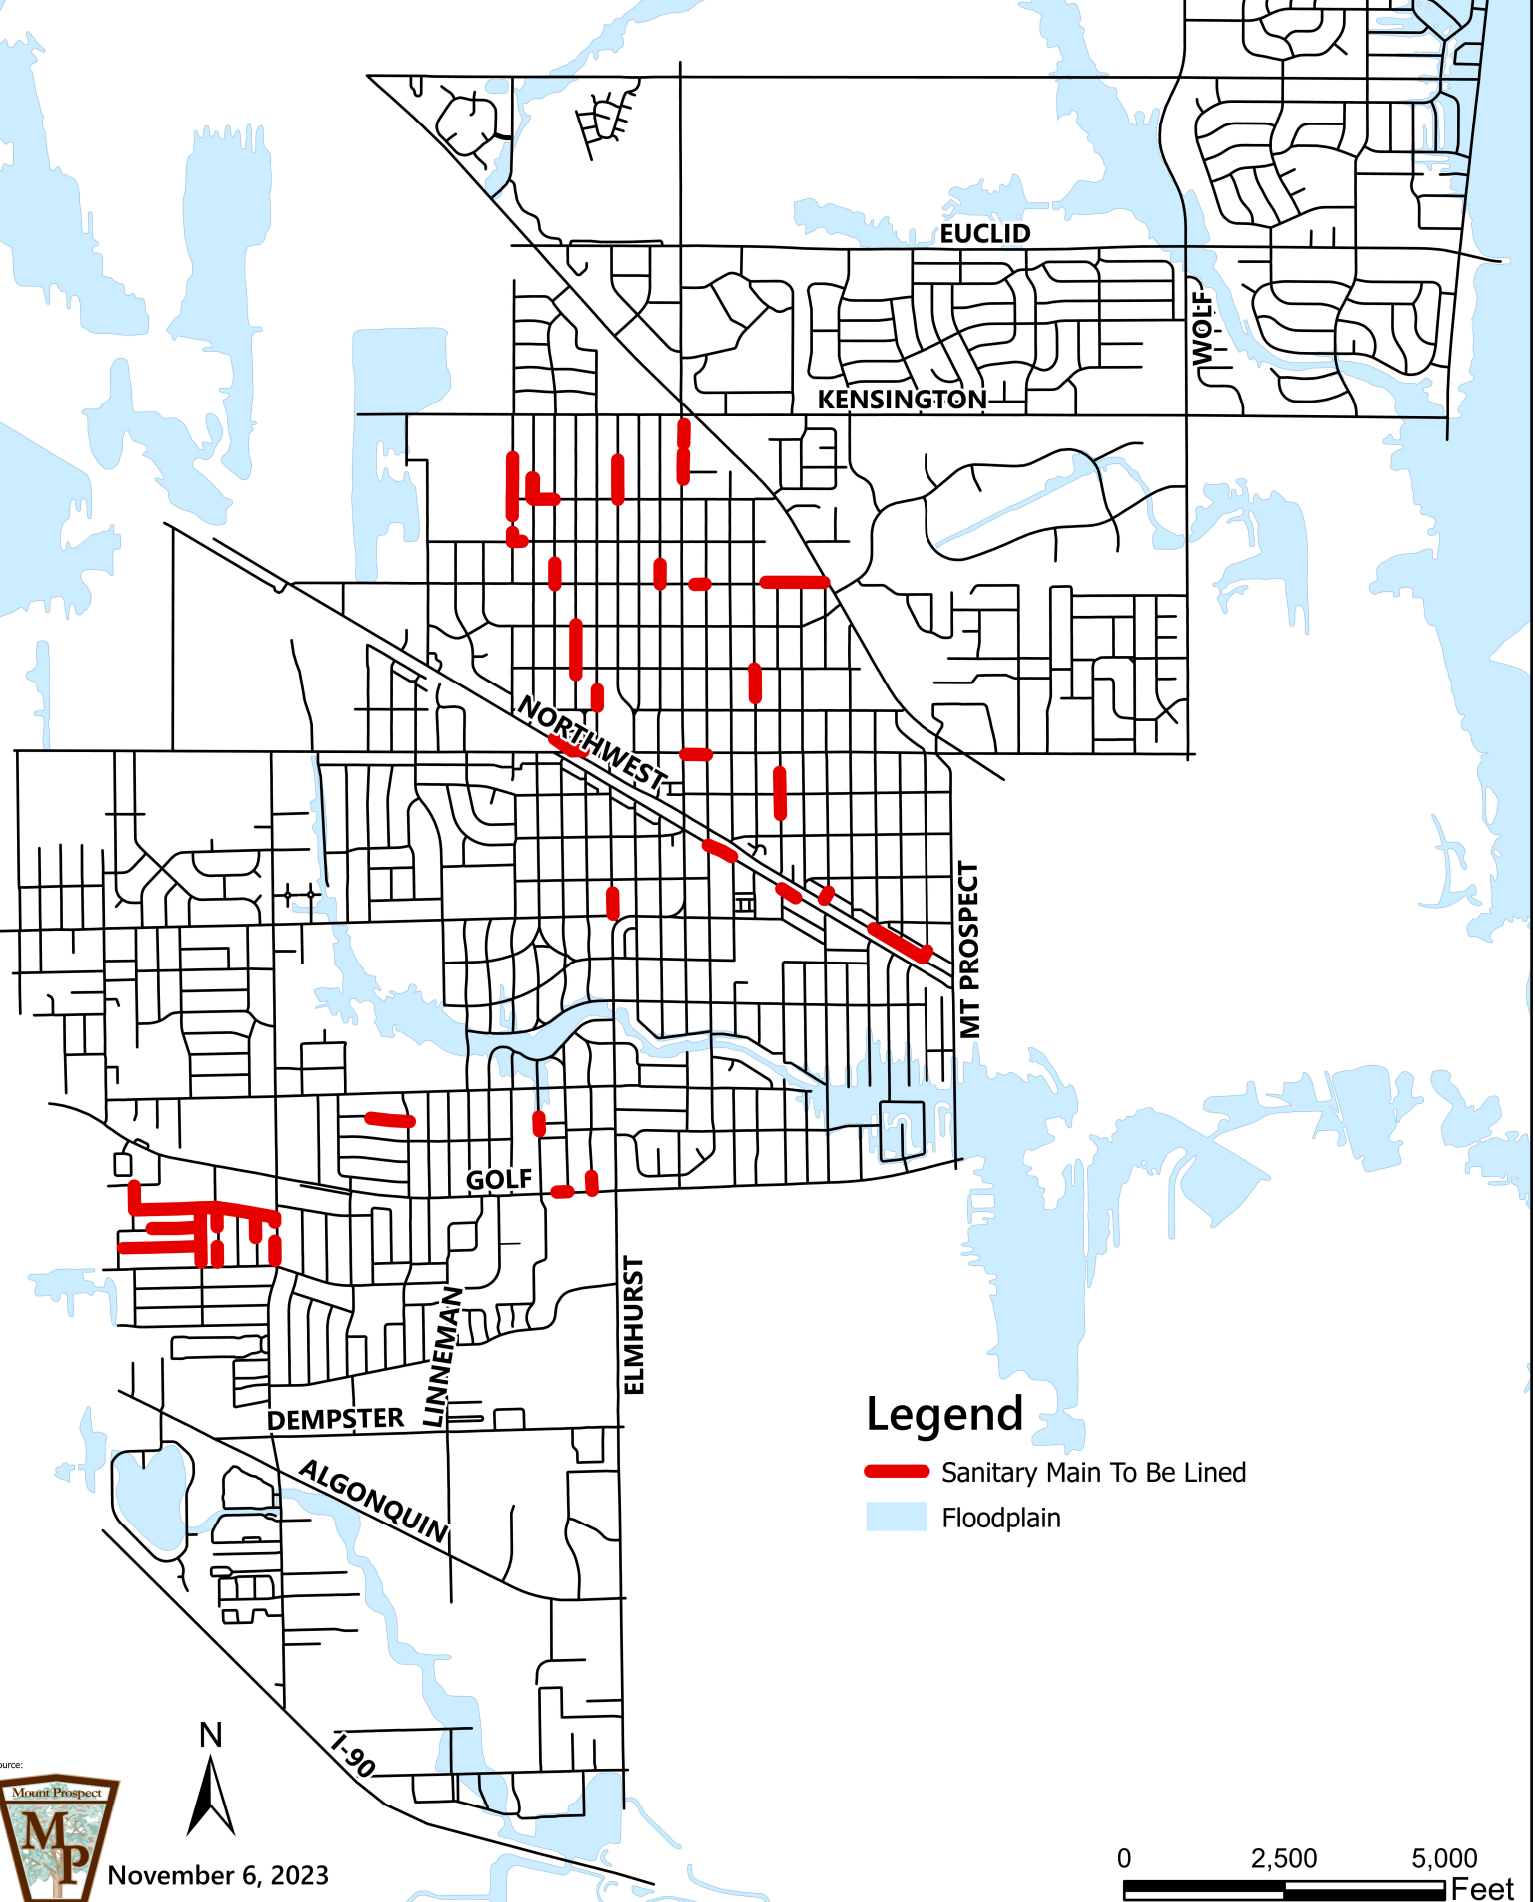 EUCLID
WOLF
KENSINGTON
NORTHWEST
MT PROSPECT
GOLF
ELMHURST
LINNEMAN
DEMPSTER
ALGONQUIN
Legend
Sanitary Main To Be Lined
Floodplain
I-90
N
ource:
Mount Prospect
MP
November 6, 2023
0 2,500 5,000
Feet